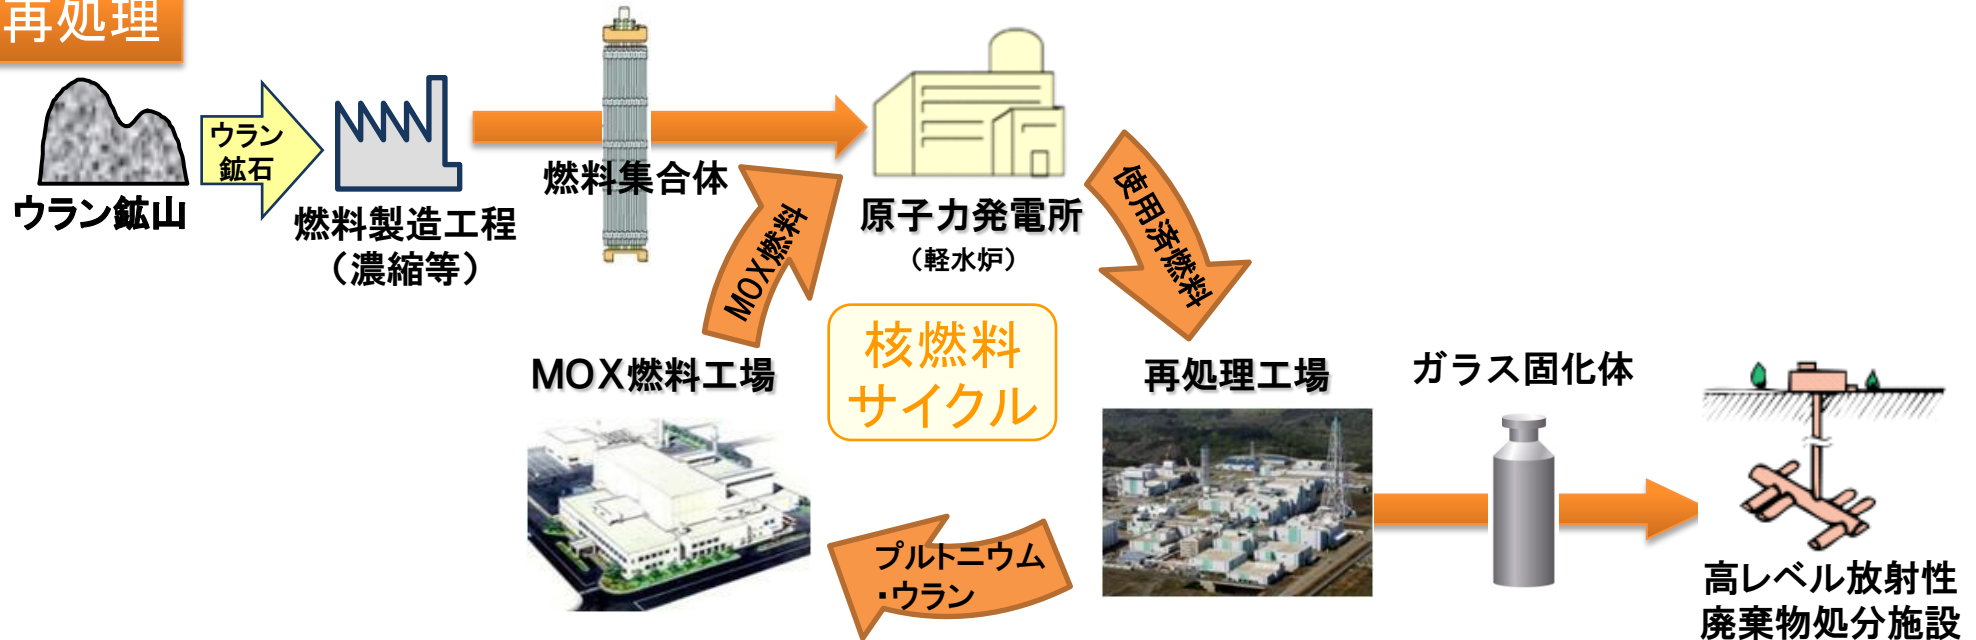 再処理
ウラン
鉱石
ウラン鉱山
燃料製造工程
（濃縮等）
燃料集合体
原子力発電所
（軽水炉）
使用済燃料
MOX燃料
核燃料
サイクル
MOX燃料工場
再処理工場
ガラス固化体
プルトニウム
・ウラン
高レベル放射性
廃棄物処分施設